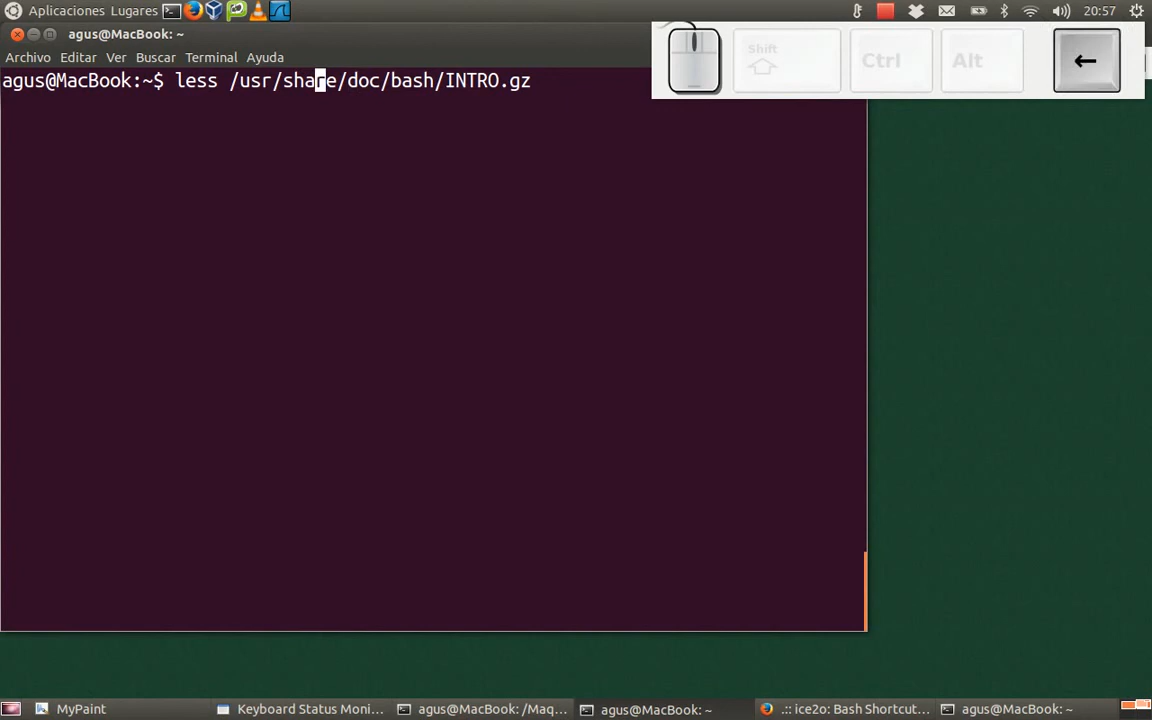 Aplicaciones Lugares
20:57
agus@MacBook: ~
Archivo Editar Ver Buscar Terminal Ayuda
agus@MacBook:~$ less /usr/share/doc/bash/INTRO.gz
Shift
Ctrl
Alt
←
MyPaint
Keyboard Status Moni...
agus@MacBook: /Maq...
agus@MacBook: ~
.:: ice2o: Bash Shortcut...
agus@MacBook: ~